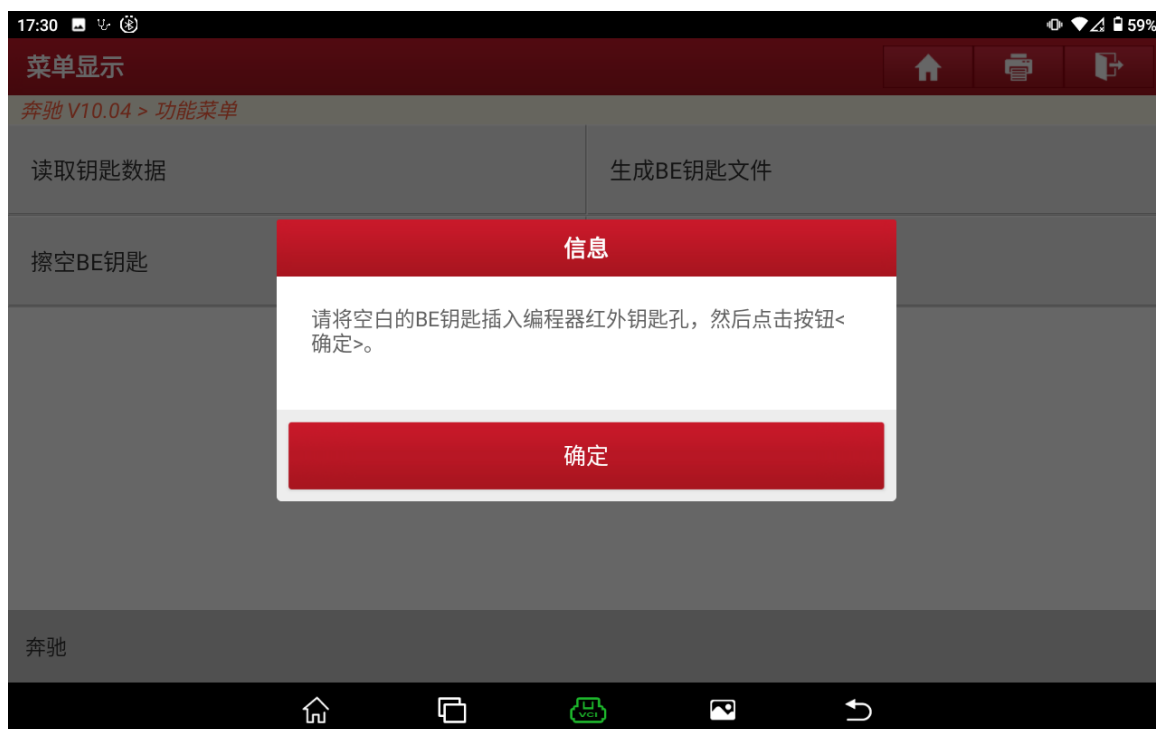 17:30
59%
菜单显示
奔驰 V10.04 > 功能菜单
读取钥匙数据
生成BE钥匙文件
擦空BE钥匙
信息
请将空白的BE钥匙插入编程器红外钥匙孔，然后点击按钮<
确定>。
确定
奔驰
VCI